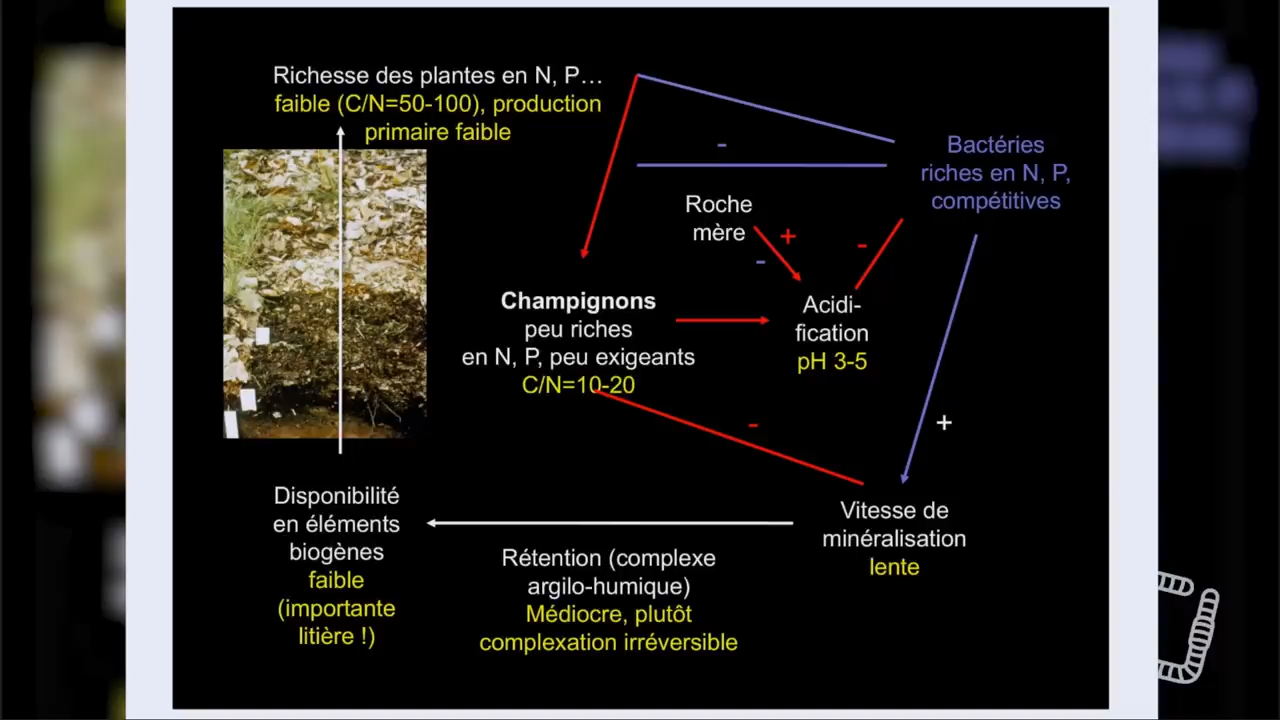 Richesse des plantes en N, P…
faible (C/N=50-100), production
primaire faible
-
Bactéries
riches en N, P,
compétitives
Roche
mère
+
-
-
Champignons
peu riches
en N, P, peu exigeants
C/N=10-20
Acidi-
fication
pH 3-5
-
+
Disponibilité
en éléments
biogènes
faible
(importante
litière !)
Rétention (complexe
argilo-humique)
Médiocre, plutôt
complexation irréversible
Vitesse de
minéralisation
lente